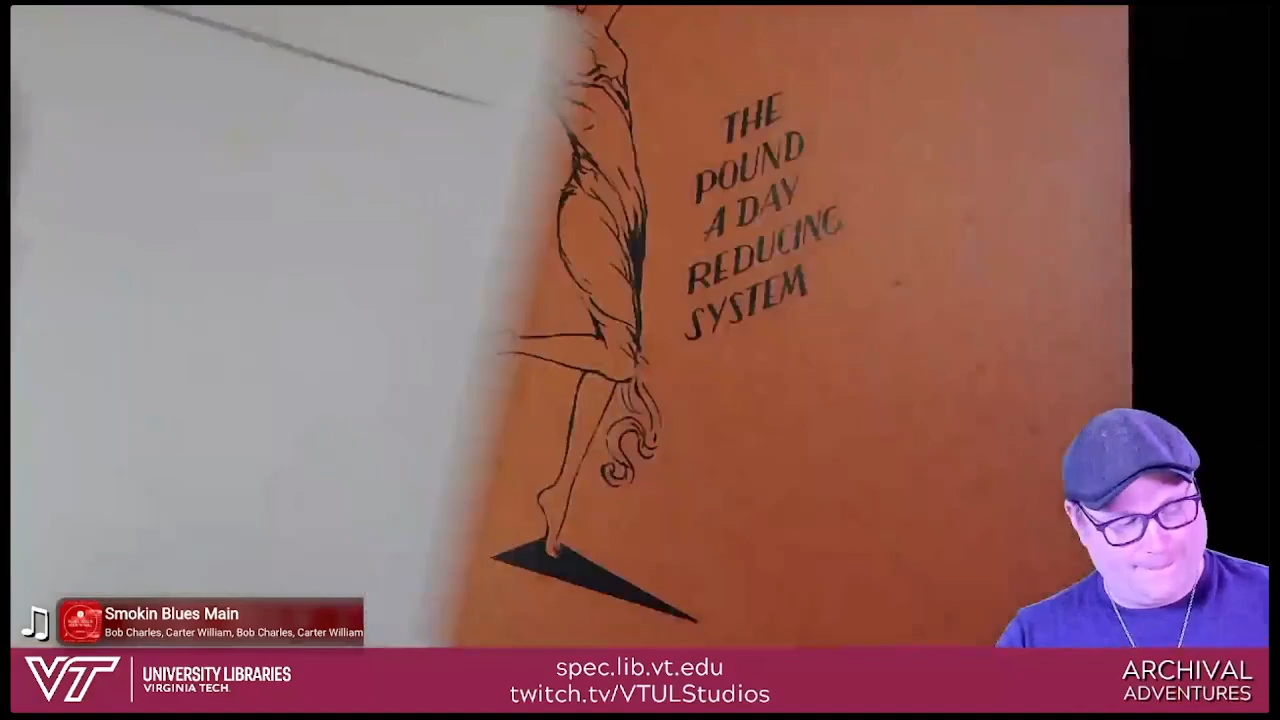 THE
POUND
A DAY
REDUCING
SYSTEM
Smokin Blues Main
Bob Charles, Carter William, Bob Charles, Carter William
VT
UNIVERSITY LIBRARIES
VIRGINIA TECH.
spec.lib.vt.edu
twitch.tv/VTULStudios
ARCHIVAL
ADVENTURES